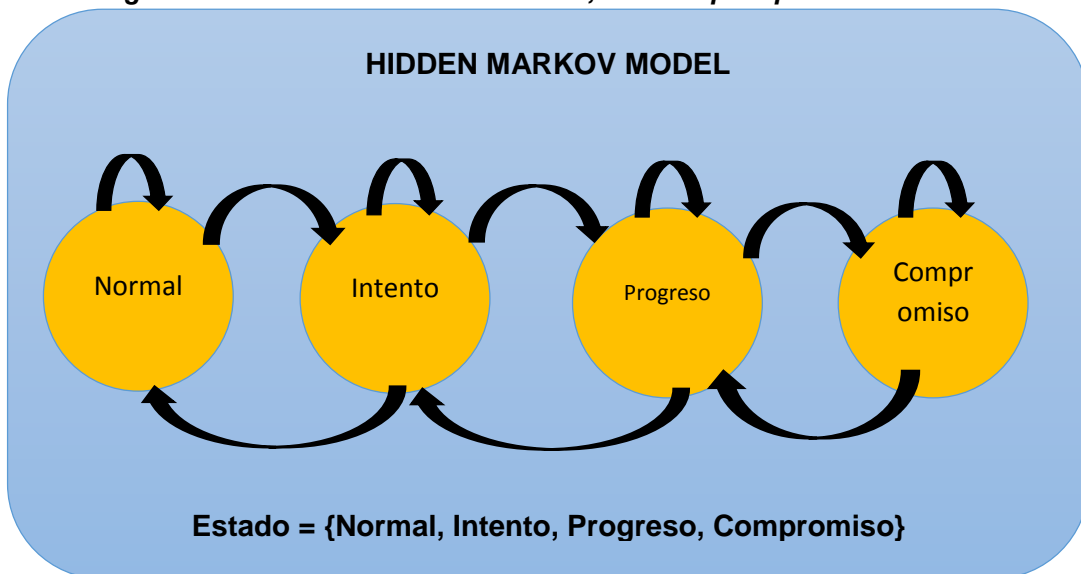 HIDDEN MARKOV MODEL
Normal
Intento
Progreso
Compr
omiso
Estado = {Normal, Intento, Progreso, Compromiso}